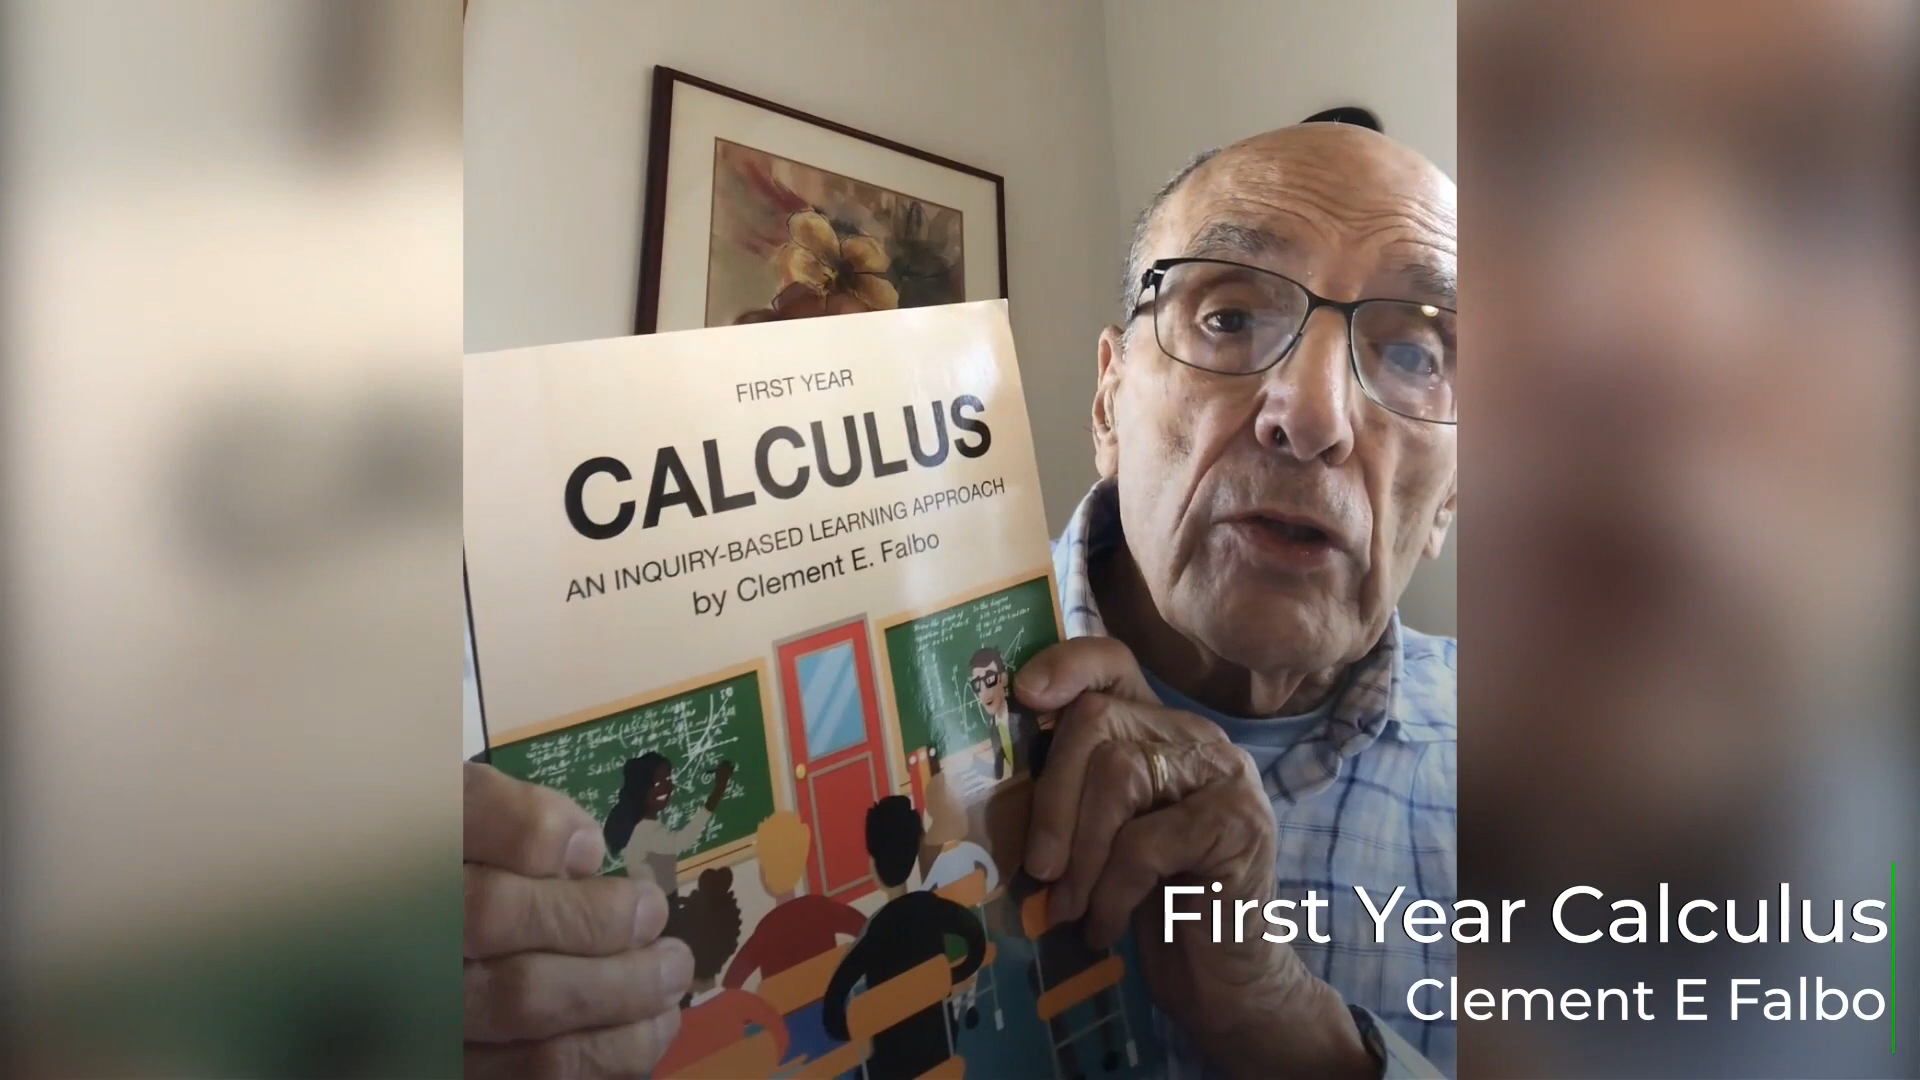 FIRST YEAR
CALCULUS
AN INQUIRY-BASED LEARNING APPROACH
by Clement E. Falbo
First Year Calculus
Clement E Falbo